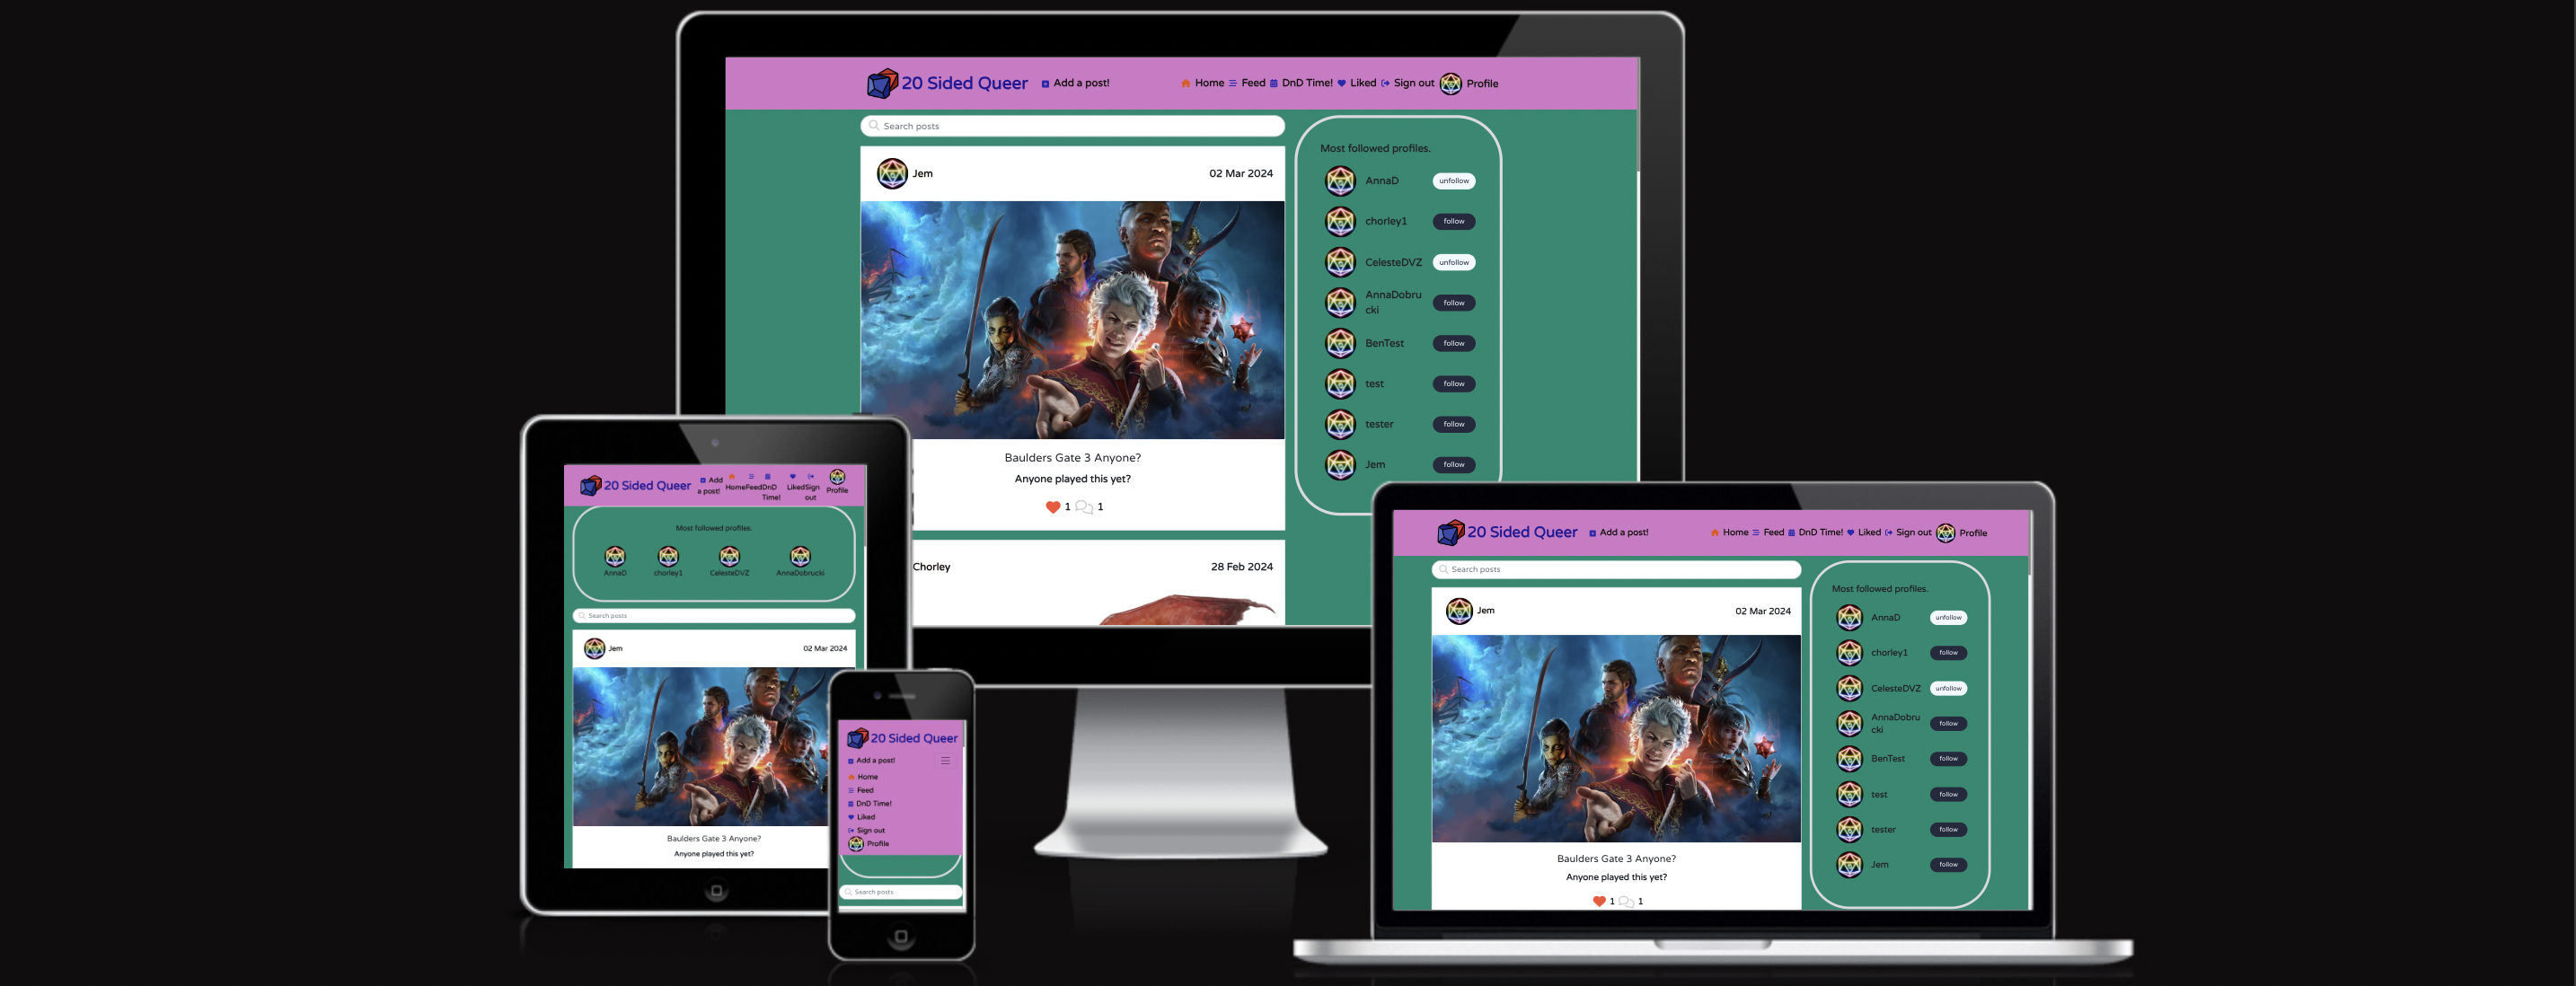 20 Sided Queer
Add a post!
Home Feed DnD Time! Liked Sign out Profile
Search posts
Jem
02 Mar 2024
Baulders Gate 3 Anyone?
Anyone played this yet?
1 1
Chorley
28 Feb 2024
Most followed profiles.
AnnaD unfollow
chorley1 follow
CelesteDVZ unfollow
AnnaDobru
cki follow
BenTest follow
test follow
tester follow
Jem follow
20 Sided Queer
Add
a post!
Home Feed DnD
Time!
Liked Sign
out
Profile
Most followed profiles.
AnnaD chorley1 CelesteDVZ AnnaDobrucki
Search posts
Jem
02 Mar 2024
Baulders Gate 3 Anyone?
Anyone played this yet?
20 Sided Queer
Add a post!
Home
Feed
DnD Time!
Liked
Sign out
Profile
Search posts
20 Sided Queer
Add a post!
Home Feed DnD Time! Liked Sign out Profile
Search posts
Jem
02 Mar 2024
Baulders Gate 3 Anyone?
Anyone played this yet?
1 1
Most followed profiles.
AnnaD unfollow
chorley1 follow
CelesteDVZ unfollow
AnnaDobru
cki follow
BenTest follow
test follow
tester follow
Jem follow